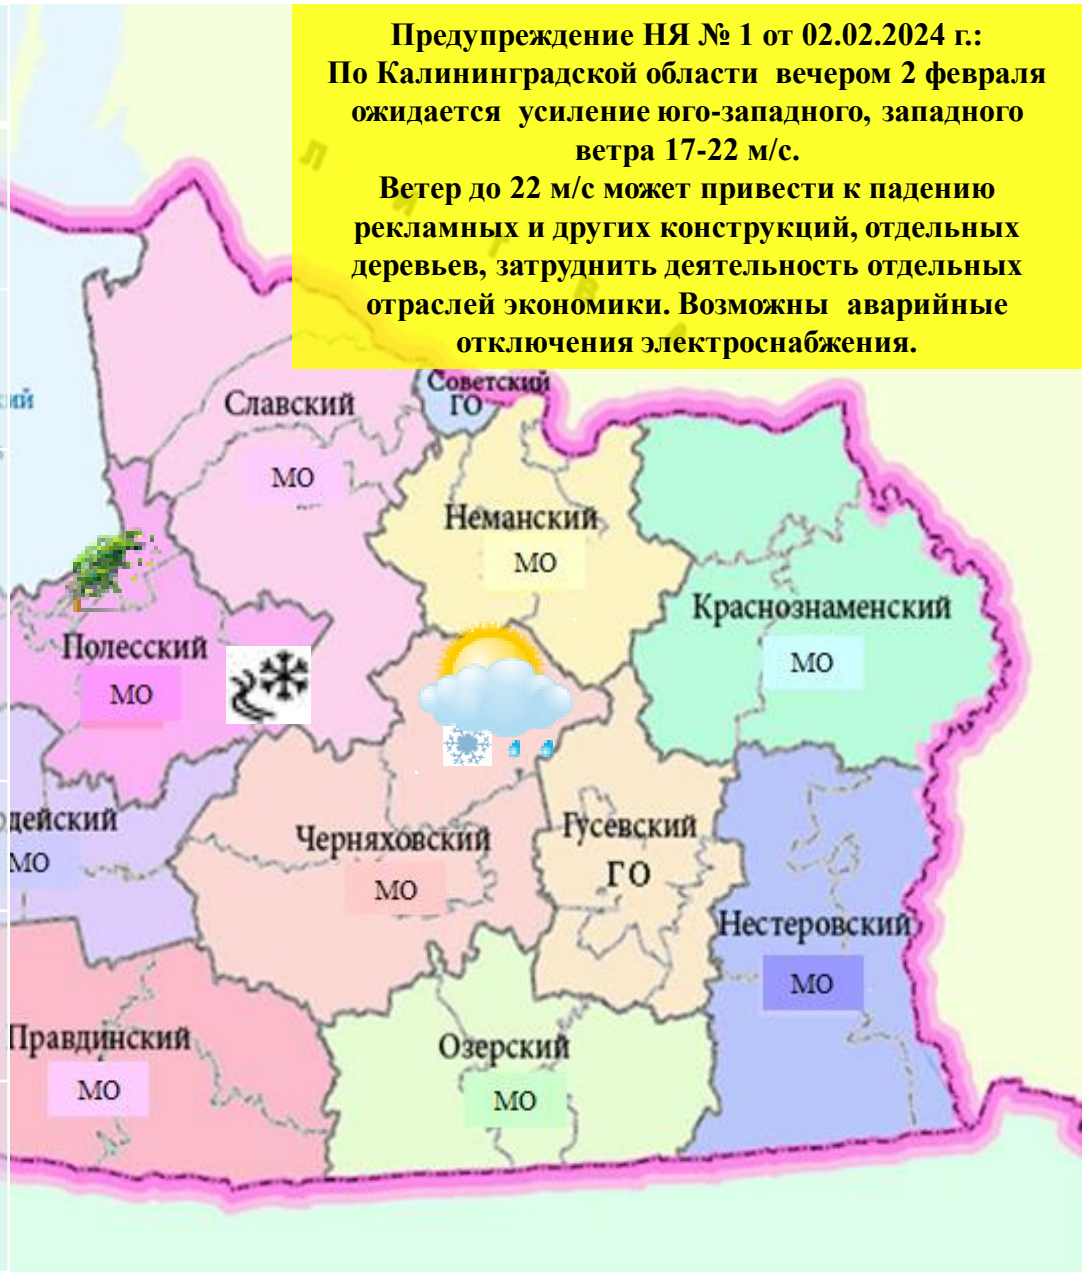 Предупреждение НЯ № 1 от 02.02.2024 г.:
По Калининградской области вечером 2 февраля
ожидается усиление юго-западного, западного
ветра 17-22 м/с.
Ветер до 22 м/с может привести к падению
рекламных и других конструкций, отдельных
деревьев, затруднить деятельность отдельных
отраслей экономики. Возможны аварийные
отключения электроснабжения.
Л И Т В А
Советский
ГО
ий
Славский
МО
Неманский
МО
Краснознаменский
МО
Полесский
МО
дейский
МО
Черняховский
МО
Гусевский
ГО
Нестеровский
МО
Правдинский
МО
Озерский
МО